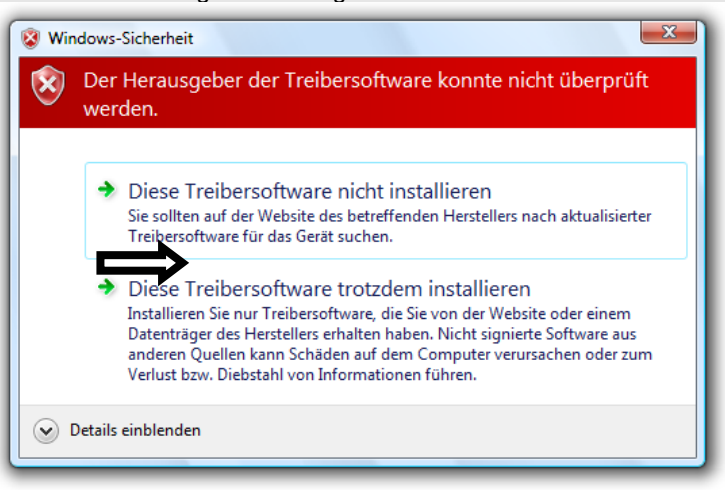 Windows-Sicherheit
Der Herausgeber der Treibersoftware konnte nicht überprüft
werden.
Diese Treibersoftware nicht installieren
Sie sollten auf der Website des betreffenden Herstellers nach aktualisierter
Treibersoftware für das Gerät suchen.
Diese Treibersoftware trotzdem installieren
Installieren Sie nur Treibersoftware, die Sie von der Website oder einem
Datenträger des Herstellers erhalten haben. Nicht signierte Software aus
anderen Quellen kann Schäden auf dem Computer verursachen oder zum
Verlust bzw. Diebstahl von Informationen führen.
Details einblenden